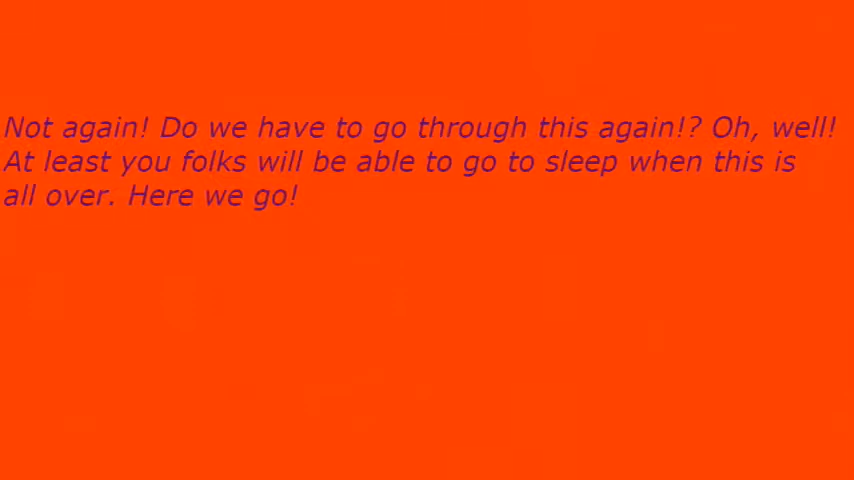 Not again! Do we have to go through this again!? Oh, well!
At least you folks will be able to go to sleep when this is
all over. Here we go!